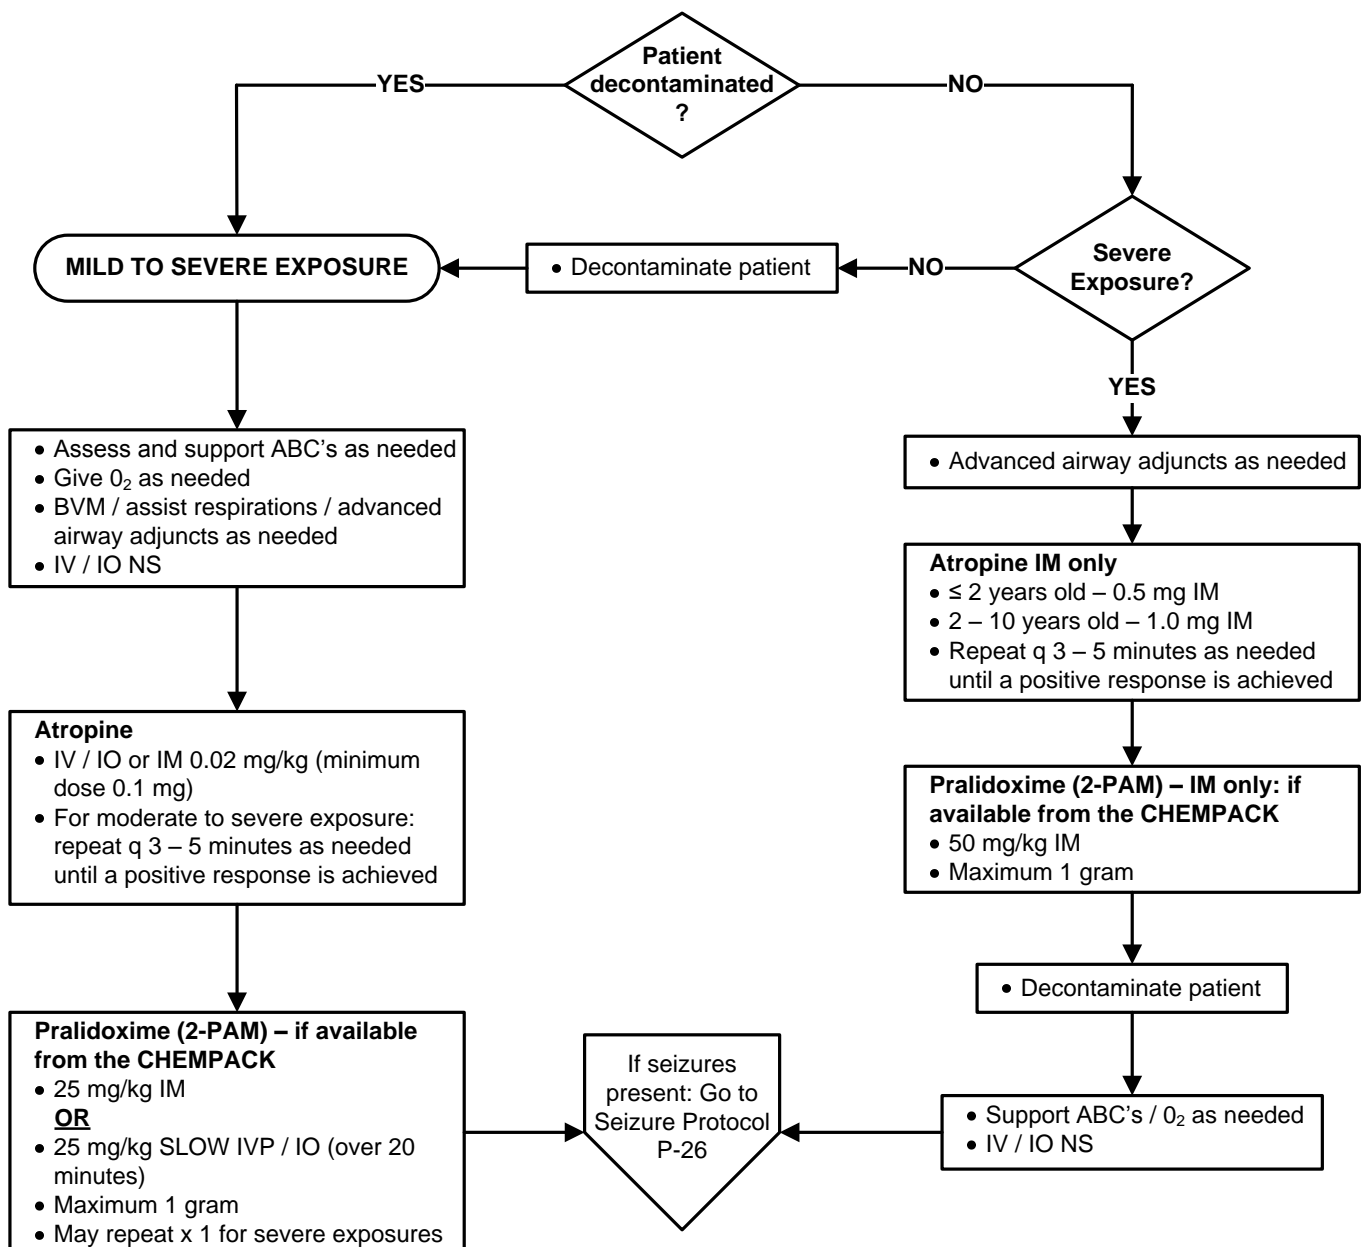 Patient
decontaminated
?
YES
NO
MILD TO SEVERE EXPOSURE
• Decontaminate patient
NO
Severe
Exposure?
YES
• Assess and support ABC’s as needed
• Give 0₂ as needed
• BVM / assist respirations / advanced
airway adjuncts as needed
• IV / IO NS
• Advanced airway adjuncts as needed
Atropine IM only
• ≤ 2 years old – 0.5 mg IM
• 2 – 10 years old – 1.0 mg IM
• Repeat q 3 – 5 minutes as needed
until a positive response is achieved
Atropine
• IV / IO or IM 0.02 mg/kg (minimum
dose 0.1 mg)
• For moderate to severe exposure:
repeat q 3 – 5 minutes as needed
until a positive response is achieved
Pralidoxime (2-PAM) – IM only: if
available from the CHEMPACK
• 50 mg/kg IM
• Maximum 1 gram
• Decontaminate patient
Pralidoxime (2-PAM) – if available
from the CHEMPACK
• 25 mg/kg IM
OR
• 25 mg/kg SLOW IVP / IO (over 20
minutes)
• Maximum 1 gram
• May repeat x 1 for severe exposures
If seizures
present: Go to
Seizure Protocol
P-26
• Support ABC’s / 0₂ as needed
• IV / IO NS